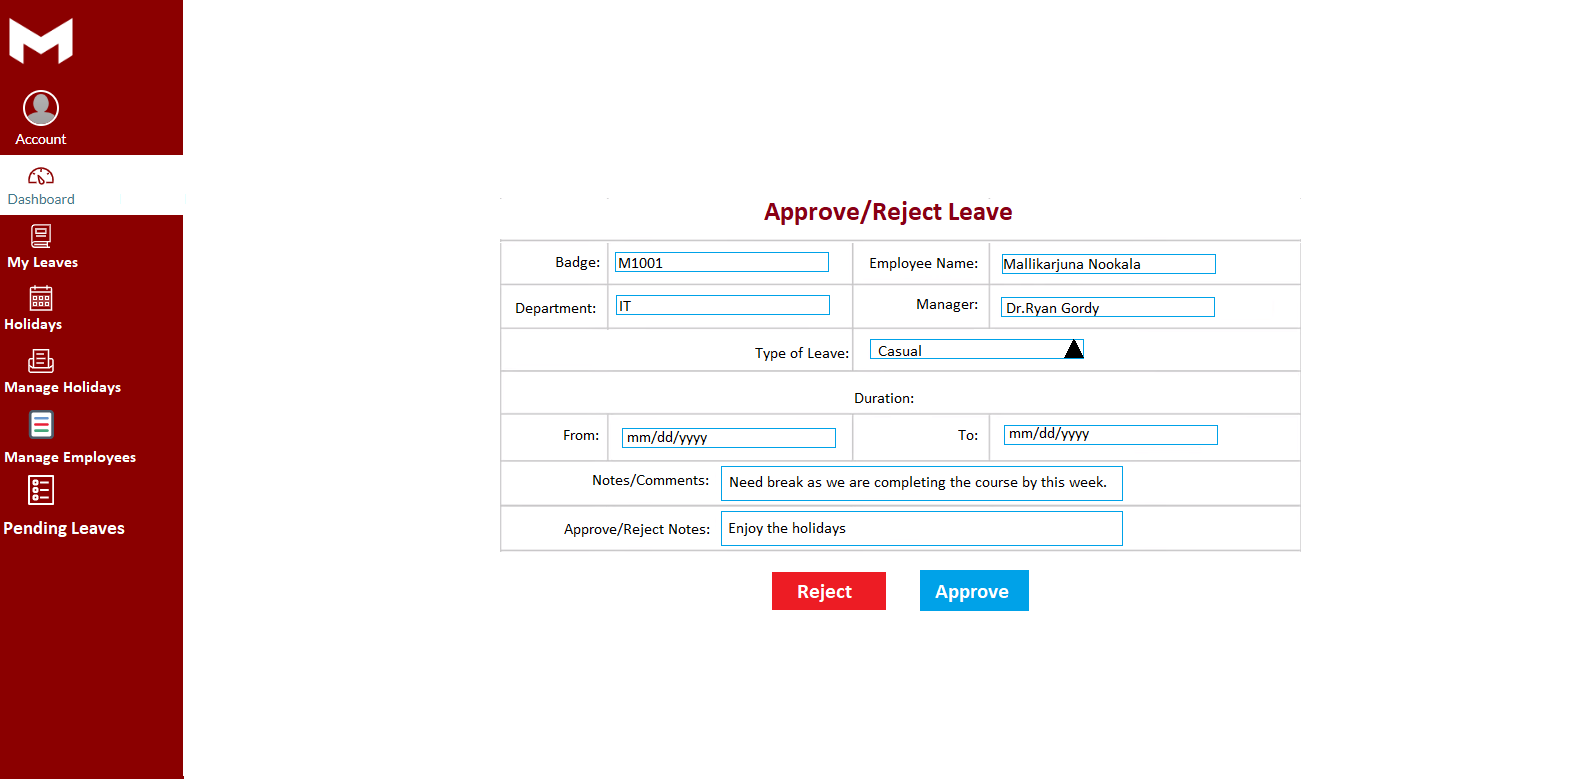 Account
Dashboard
My Leaves
Holidays
Manage Holidays
Manage Employees
Pending Leaves
Approve/Reject Leave
Badge: M1001 Employee Name: Mallikarjuna Nookala
Department: IT Manager: Dr.Ryan Gordy
Type of Leave: Casual
Duration:
From: mm/dd/yyyy To: mm/dd/yyyy
Notes/Comments: Need break as we are completing the course by this week.
Approve/Reject Notes: Enjoy the holidays
Reject Approve